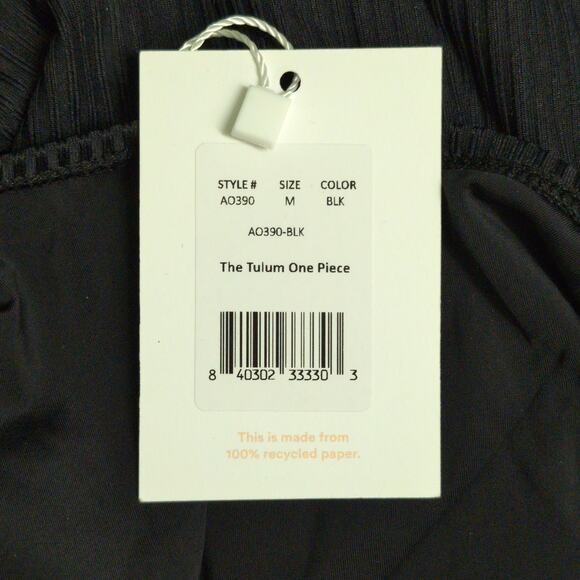 STYLE # SIZE COLOR
AO390 M BLK
AO390-BLK
The Tulum One Piece
8 40302 33330 3
This is made from
100% recycled paper.